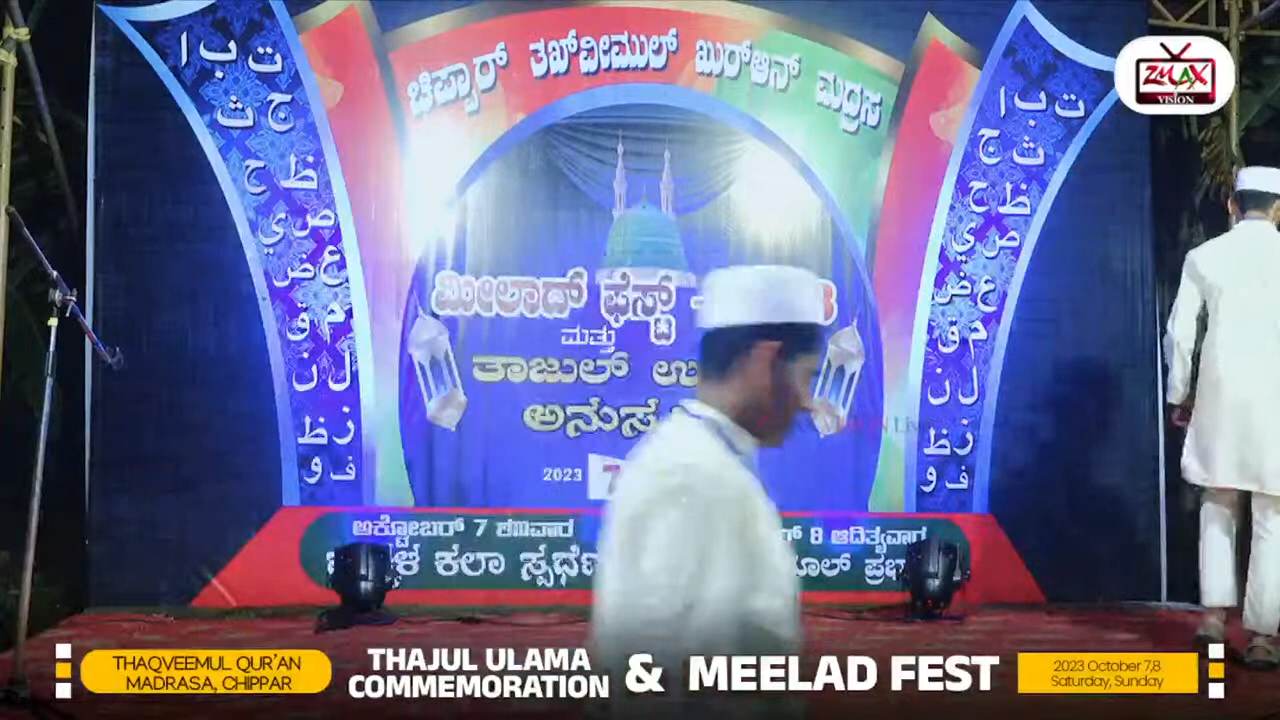 ZMAX
VISION
ಚಿಪ್ಪಾರ್ ತಖ್‌ವೀಮುಲ್ ಖುರ್‌ಆನ್ ಮದ್ರಸ
ا ب ت
ث ج
ح ظ
ي ص
ض ع
ق م
ن ل
ظ ز
و ف
ا ب ت
ج ث
ح ظ
ي ص
ض ع
ق م
ن ل
ظ ز
و ف
ಮೀಲಾದ್ ಫೆಸ್ಟ್
ಮತ್ತು
ತಾಜುಲ್
2023
ಅಕ್ಟೋಬರ್ 7 ಶನಿವಾರ 8 ಆದಿತ್ಯವಾರ
ಕಲಾ
THAQVEEMUL QUR'AN
MADRASA, CHIPPAR
THAJUL ULAMA
COMMEMORATION
& MEELAD FEST
2023 October 7,8
Saturday, Sunday